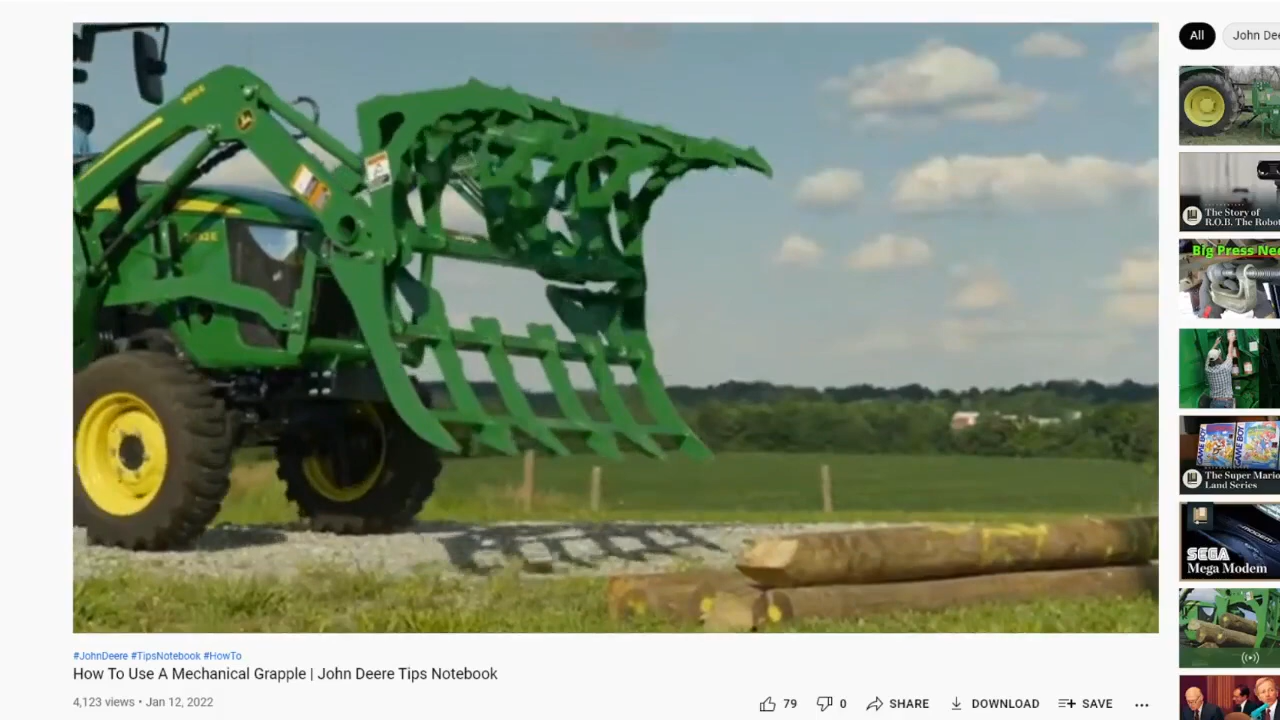 All
John Dee
The Story of
R.O.B. The Robot
Big Press Ne
The Super Mario
Land Series
SEGA
Mega Modem
#JohnDeere #TipsNotebook #HowTo
How To Use A Mechanical Grapple | John Deere Tips Notebook
4,123 views • Jan 12, 2022
79
0
SHARE
DOWNLOAD
SAVE
...